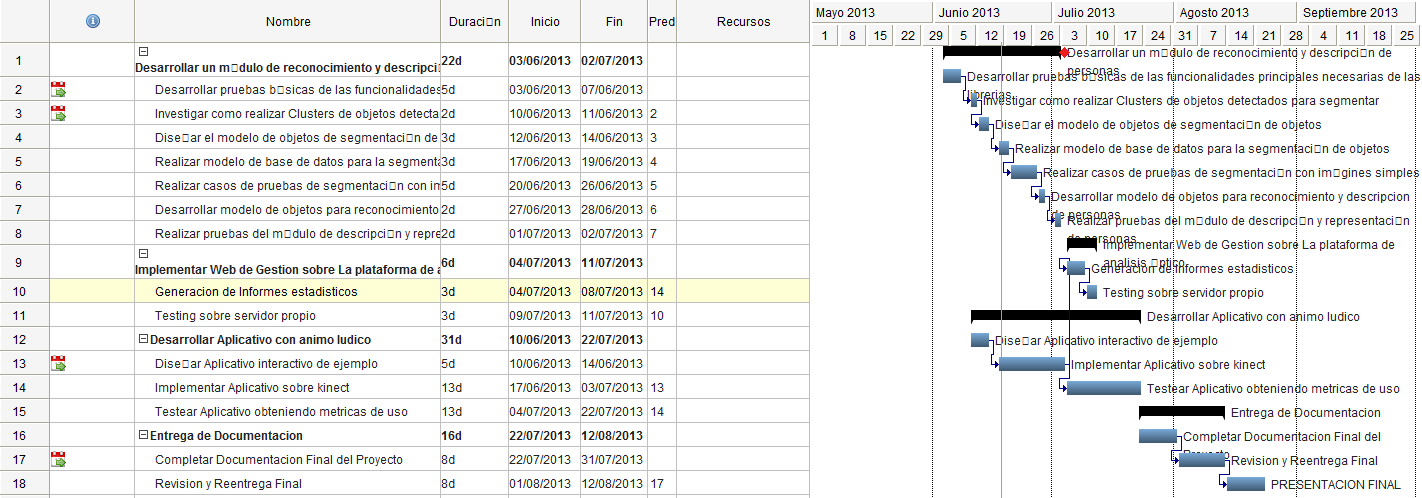 Nombre Duraci□n Inicio Fin Pred Recursos
1 Desarrollar un m□dulo de reconocimiento y descripci 22d 03/06/2013 02/07/2013
2 Desarrollar pruebas b□sicas de las funcionalidades 5d 03/06/2013 07/06/2013
3 Investigar como realizar Clusters de objetos detecta 2d 10/06/2013 11/06/2013 2
4 Dise□ar el modelo de objetos de segmentaci□n de 3d 12/06/2013 14/06/2013 3
5 Realizar modelo de base de datos para la segmenta 3d 17/06/2013 19/06/2013 4
6 Realizar casos de pruebas de segmentaci□n con im 5d 20/06/2013 26/06/2013 5
7 Desarrollar modelo de objetos para reconocimiento 2d 27/06/2013 28/06/2013 6
8 Realizar pruebas del m□dulo de descripci□n y repre 2d 01/07/2013 02/07/2013 7
9 Implementar Web de Gestion sobre La plataforma de a 6d 04/07/2013 11/07/2013
10 Generacion de Informes estadisticos 3d 04/07/2013 08/07/2013 14
11 Testing sobre servidor propio 3d 09/07/2013 11/07/2013 10
12 Desarrollar Aplicativo con animo ludico 31d 10/06/2013 22/07/2013
13 Dise□ar Aplicativo interactivo de ejemplo 5d 10/06/2013 14/06/2013
14 Implementar Aplicativo sobre kinect 13d 17/06/2013 03/07/2013 13
15 Testear Aplicativo obteniendo metricas de uso 13d 04/07/2013 22/07/2013 14
16 Entrega de Documentacion 16d 22/07/2013 12/08/2013
17 Completar Documentacion Final del Proyecto 8d 22/07/2013 31/07/2013
18 Revision y Reentrega Final 8d 01/08/2013 12/08/2013 17
Mayo 2013 Junio 2013 Julio 2013 Agosto 2013 Septiembre 2013
1 8 15 22 29 5 12 19 26 3 10 17 24 31 7 14 21 28 4 11 18 25
Desarrollar un m□dulo de reconocimiento y descripci□n de
personas
Desarrollar pruebas b□sicas de las funcionalidades principales necesarias de las
librerias
Investigar como realizar Clusters de objetos detectados para segmentar
Dise□ar el modelo de objetos de segmentaci□n de objetos
Realizar modelo de base de datos para la segmentaci□n de objetos
Realizar casos de pruebas de segmentaci□n con im□gines simples
Desarrollar modelo de objetos para reconocimiento y descripcion
de personas
Realizar pruebas del m□dulo de descripci□n y representaci□n
de personas
Implementar Web de Gestion sobre La plataforma de
analisis □ptico
Generacion de Informes estadisticos
Testing sobre servidor propio
Desarrollar Aplicativo con animo ludico
Dise□ar Aplicativo interactivo de ejemplo
Implementar Aplicativo sobre kinect
Testear Aplicativo obteniendo metricas de uso
Entrega de Documentacion
Completar Documentacion Final del
Proyecto
Revision y Reentrega Final
PRESENTACION FINAL